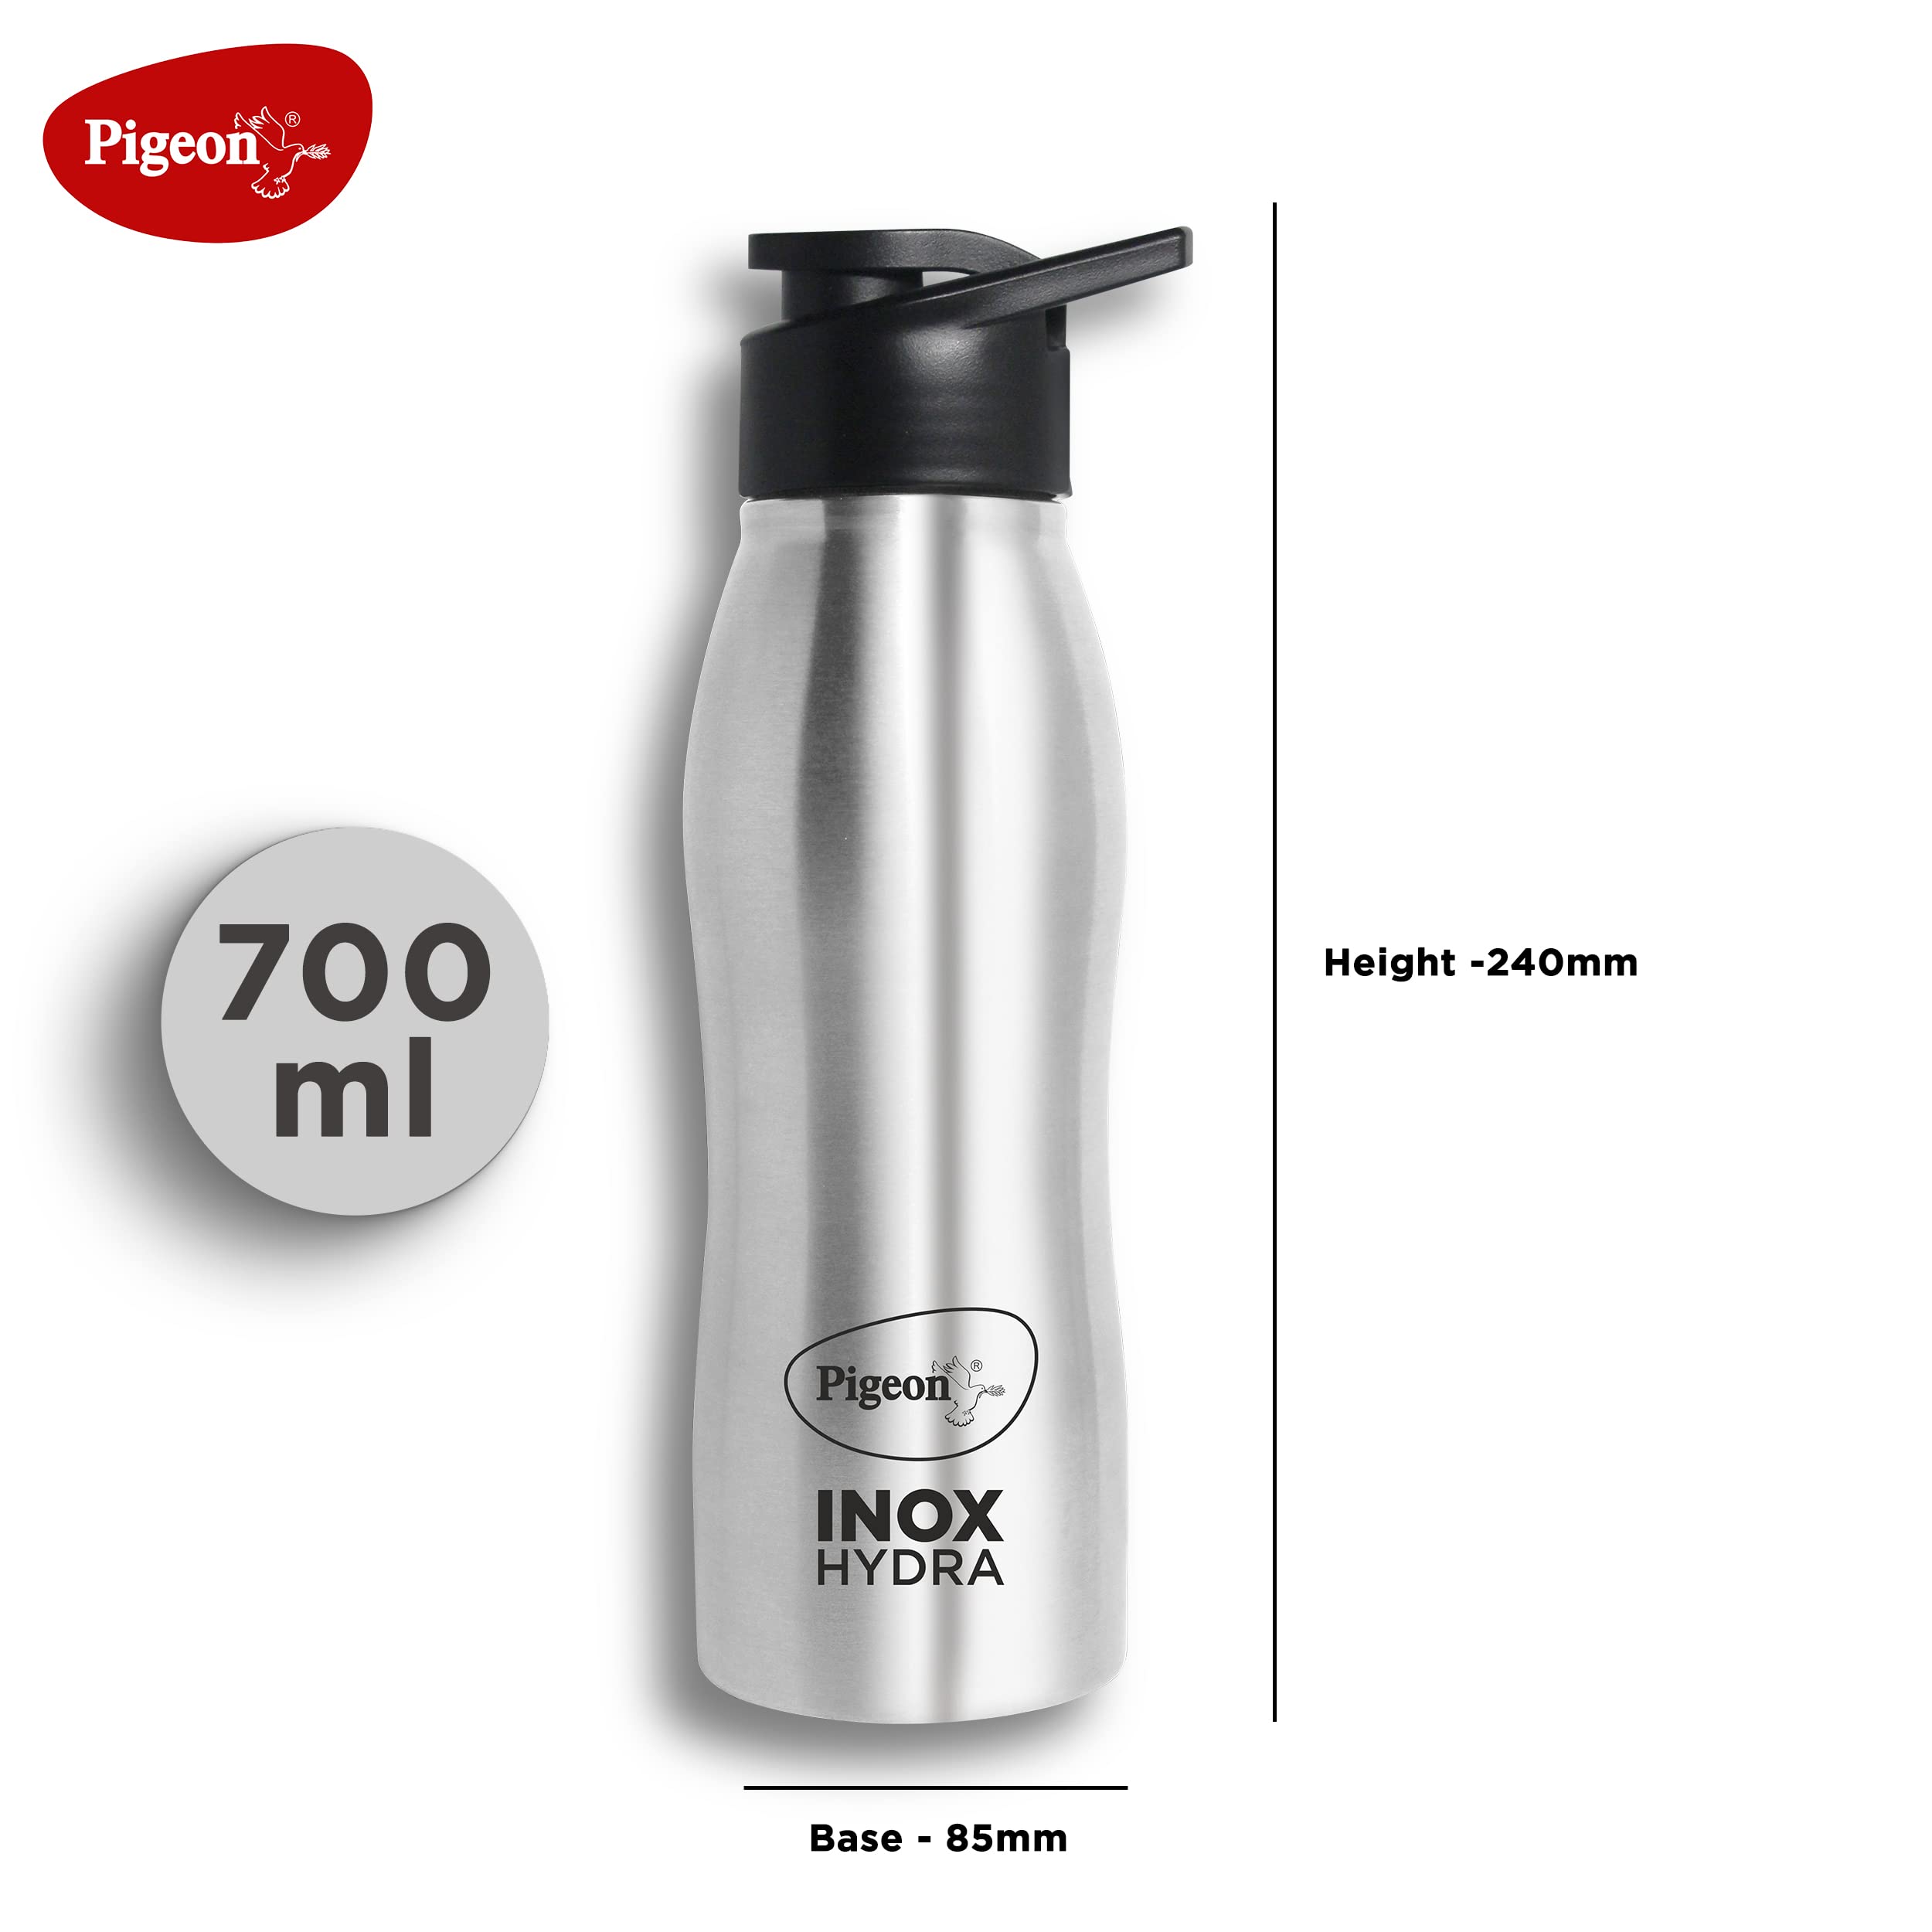 Pigeon®
700
ml
Height -240mm
Pigeon®
INOX
HYDRA
Base - 85mm